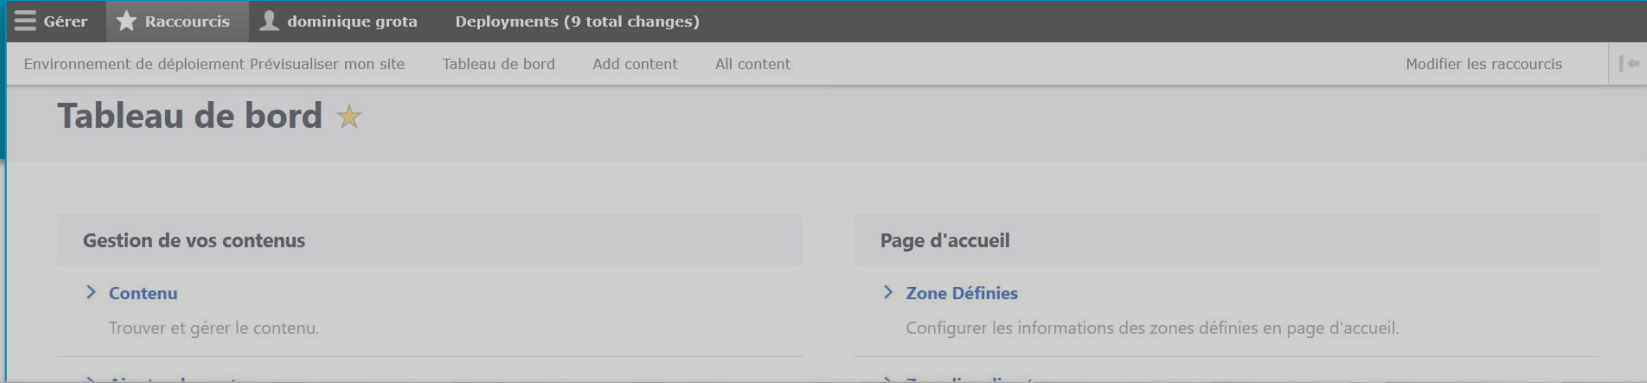 Gérer Raccourcis dominique grota Deployments (9 total changes)
Environnement de déploiement Prévisualiser mon site Tableau de bord Add content All content Modifier les raccourcis
Tableau de bord
Gestion de vos contenus
Contenu
Trouver et gérer le contenu.
Page d'accueil
Zone Définies
Configurer les informations des zones définies en page d'accueil.